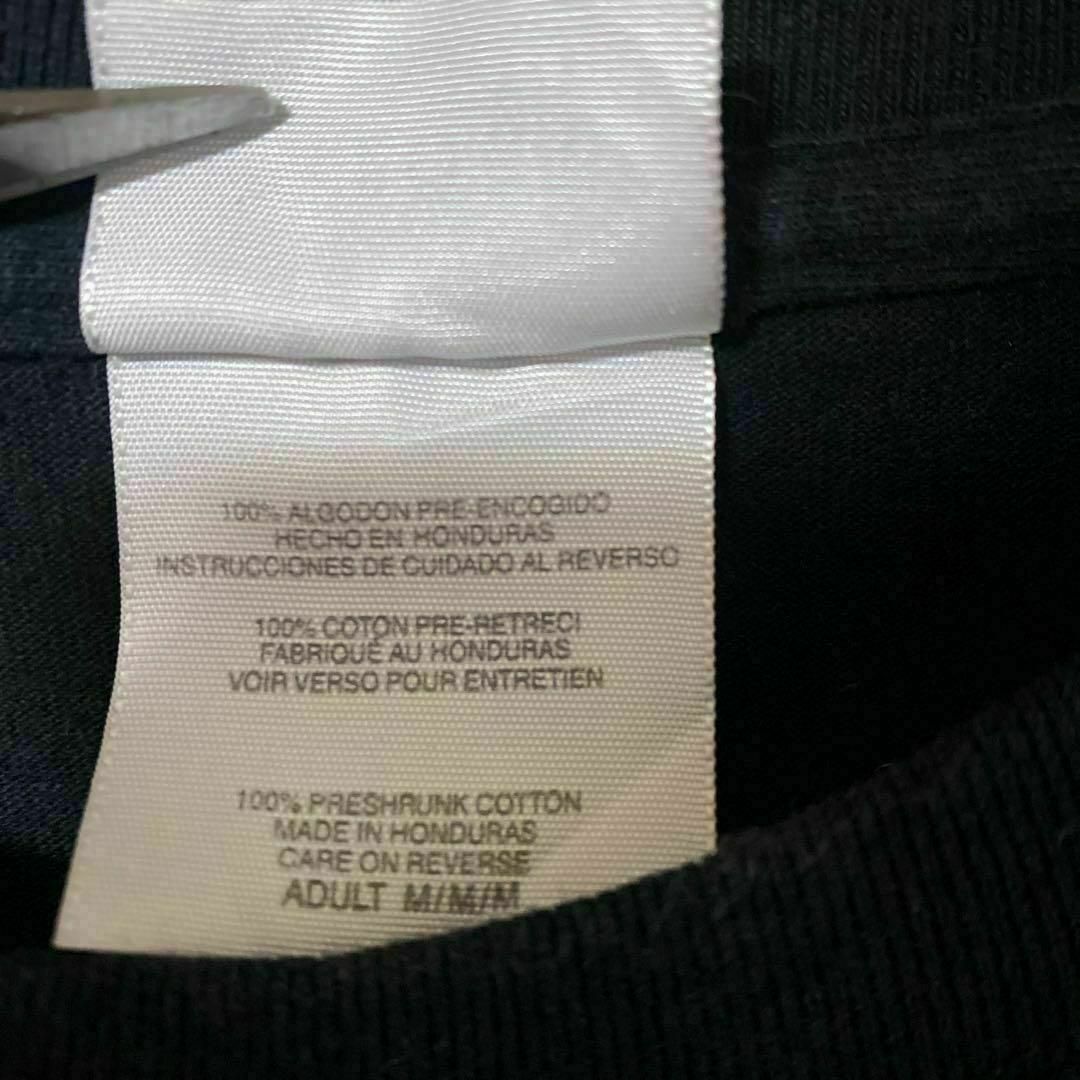 100% ALGODON PRE-ENCOGIDO
HECHO EN HONDURAS
INSTRUCCIONES DE CUIDADO AL REVERSO
100% COTON PRE-RETRECI
FABRIQUÉ AU HONDURAS
VOIR VERSO POUR ENTRETIEN
100% PRESHRUNK COTTON
MADE IN HONDURAS
CARE ON REVERSE
ADULT M/M/M